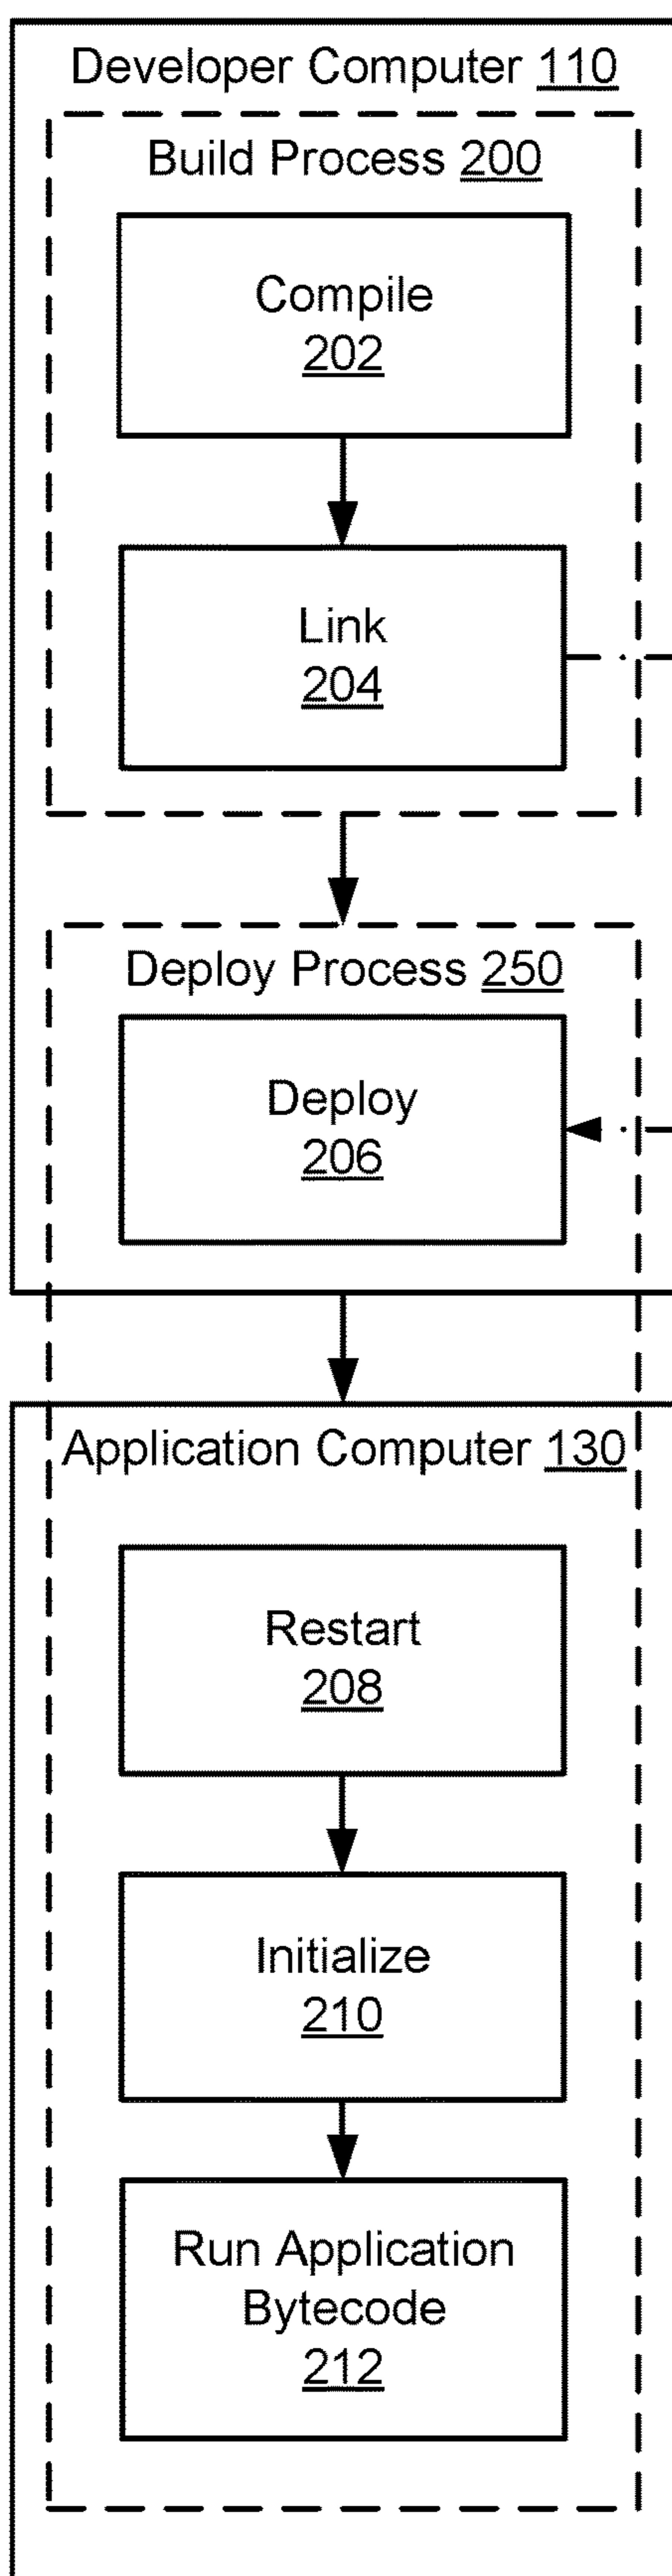 Developer Computer 110
Build Process 200
Compile
202
Link
204
Deploy Process 250
Deploy
206
Application Computer 130
Restart
208
Initialize
210
Run Application
Bytecode
212